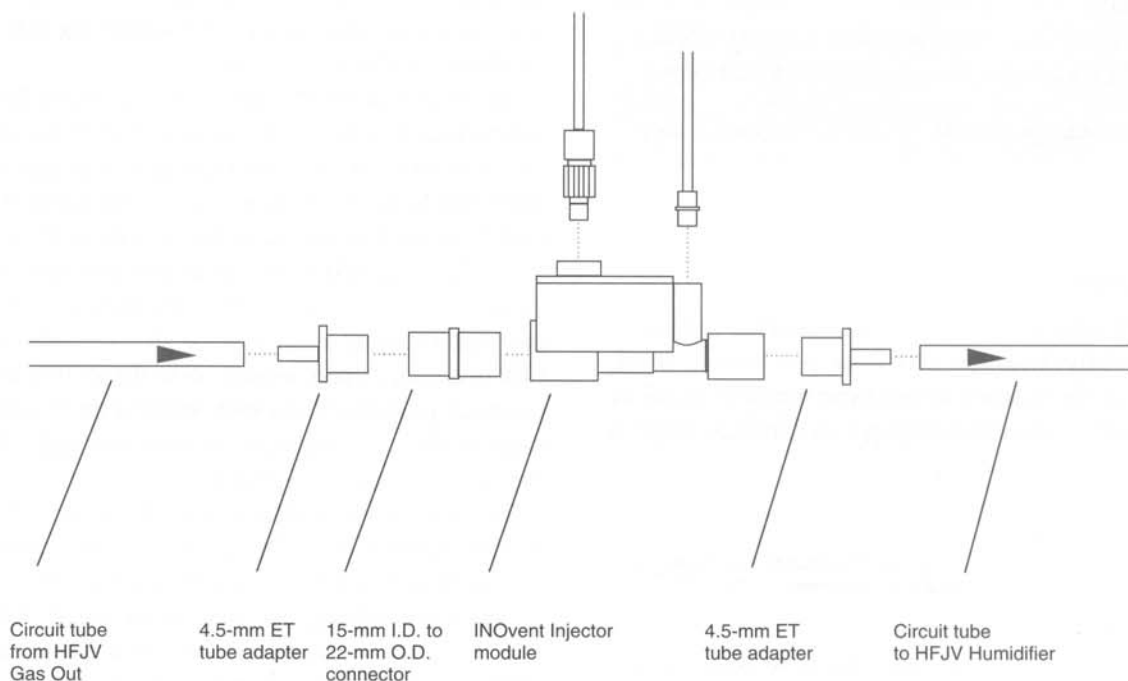 Circuit tube
from HFJV
Gas Out
4.5-mm ET
tube adapter
15-mm I.D. to
22-mm O.D.
connector
INOvent Injector
module
4.5-mm ET
tube adapter
Circuit tube
to HFJV Humidifier